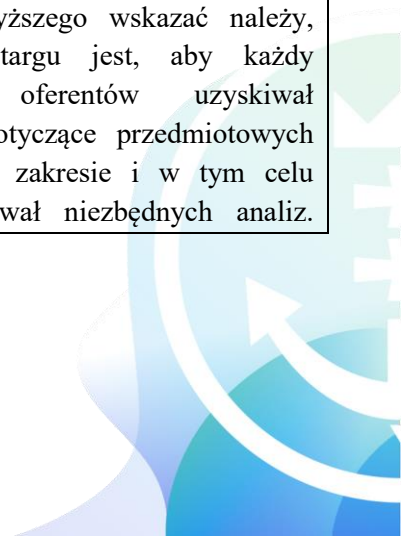 yższego wskazać należy,
targu jest, aby każdy
oferentów uzyskiwał
otyczące przedmiotowych
zakresie i w tym celu
wał niezbędnych analiz.